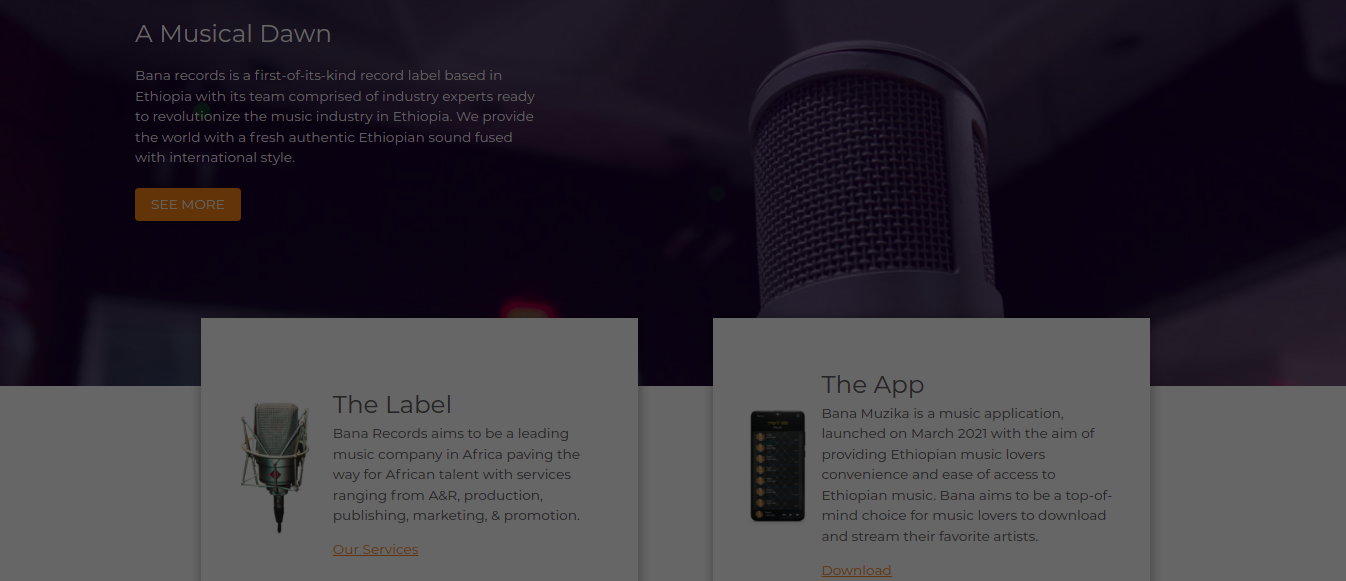 A Musical Dawn
Bana records is a first-of-its-kind record label based in
Ethiopia with its team comprised of industry experts ready
to revolutionize the music industry in Ethiopia. We provide
the world with a fresh authentic Ethiopian sound fused
with international style.
SEE MORE
The Label
Bana Records aims to be a leading
music company in Africa paving the
way for African talent with services
ranging from A&R, production,
publishing, marketing, & promotion.
Our Services
The App
Bana Muzika is a music application,
launched on March 2021 with the aim of
providing Ethiopian music lovers
convenience and ease of access to
Ethiopian music. Bana aims to be a top-of-
mind choice for music lovers to download
and stream their favorite artists.
Download